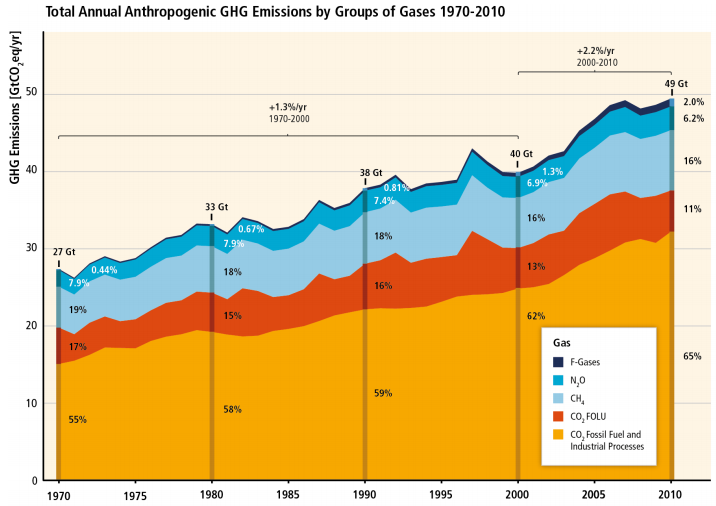 Total Annual Anthropogenic GHG Emissions by Groups of Gases 1970-2010
GHG Emissions [GtCO₂eq/yr]
+2.2%/yr
2000-2010
+1.3%/yr
1970-2000
50
40
30
20
10
0
27 Gt
33 Gt
38 Gt
40 Gt
49 Gt
0.44%
7.9%
19%
17%
55%
0.67%
7.9%
18%
15%
58%
0.81%
7.4%
18%
16%
59%
1.3%
6.9%
16%
13%
62%
2.0%
6.2%
16%
11%
65%
Gas
F-Gases
N₂O
CH₄
CO₂ FOLU
CO₂ Fossil Fuel and
Industrial Processes
1970
1975
1980
1985
1990
1995
2000
2005
2010